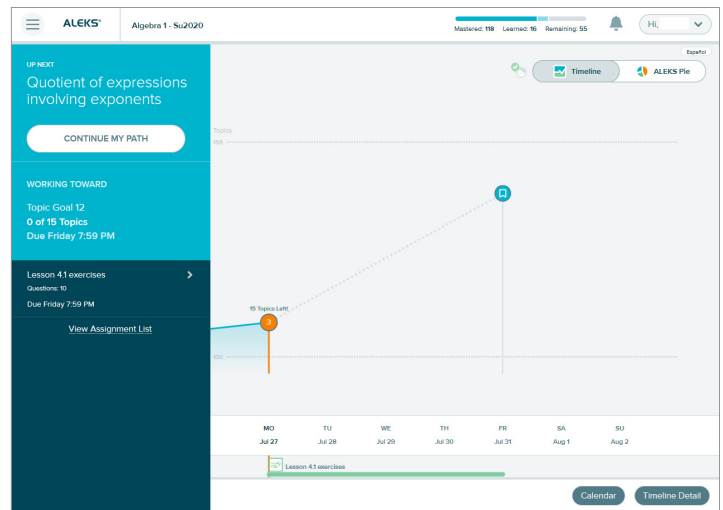 ALEKS®
Algebra 1 - Su2020
Mastered: 118 Learned: 16 Remaining: 55
Hi,
Español
UP NEXT
Quotient of expressions
involving exponents
CONTINUE MY PATH
WORKING TOWARD
Topic Goal 12
0 of 15 Topics
Due Friday 7:59 PM
Lesson 4.1 exercises
Questions: 10
Due Friday 7:59 PM
View Assignment List
Timeline
ALEKS Pie
Topics
155
15 Topics Left!
3
130
MO TU WE TH FR SA SU
Jul 27 Jul 28 Jul 29 Jul 30 Jul 31 Aug 1 Aug 2
Lesson 4.1 exercises
Calendar
Timeline Detail